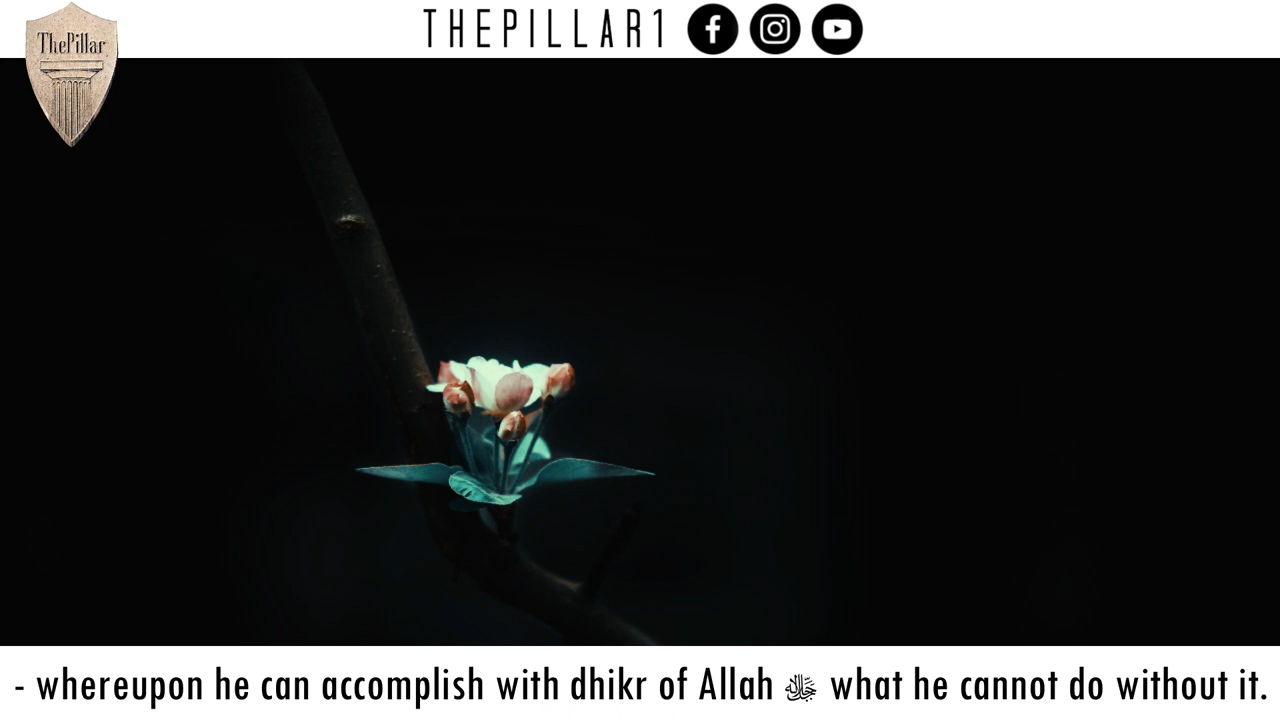 THEPILLAR1
ThePillar
- whereupon he can accomplish with dhikr of Allah ﷻ what he cannot do without it.